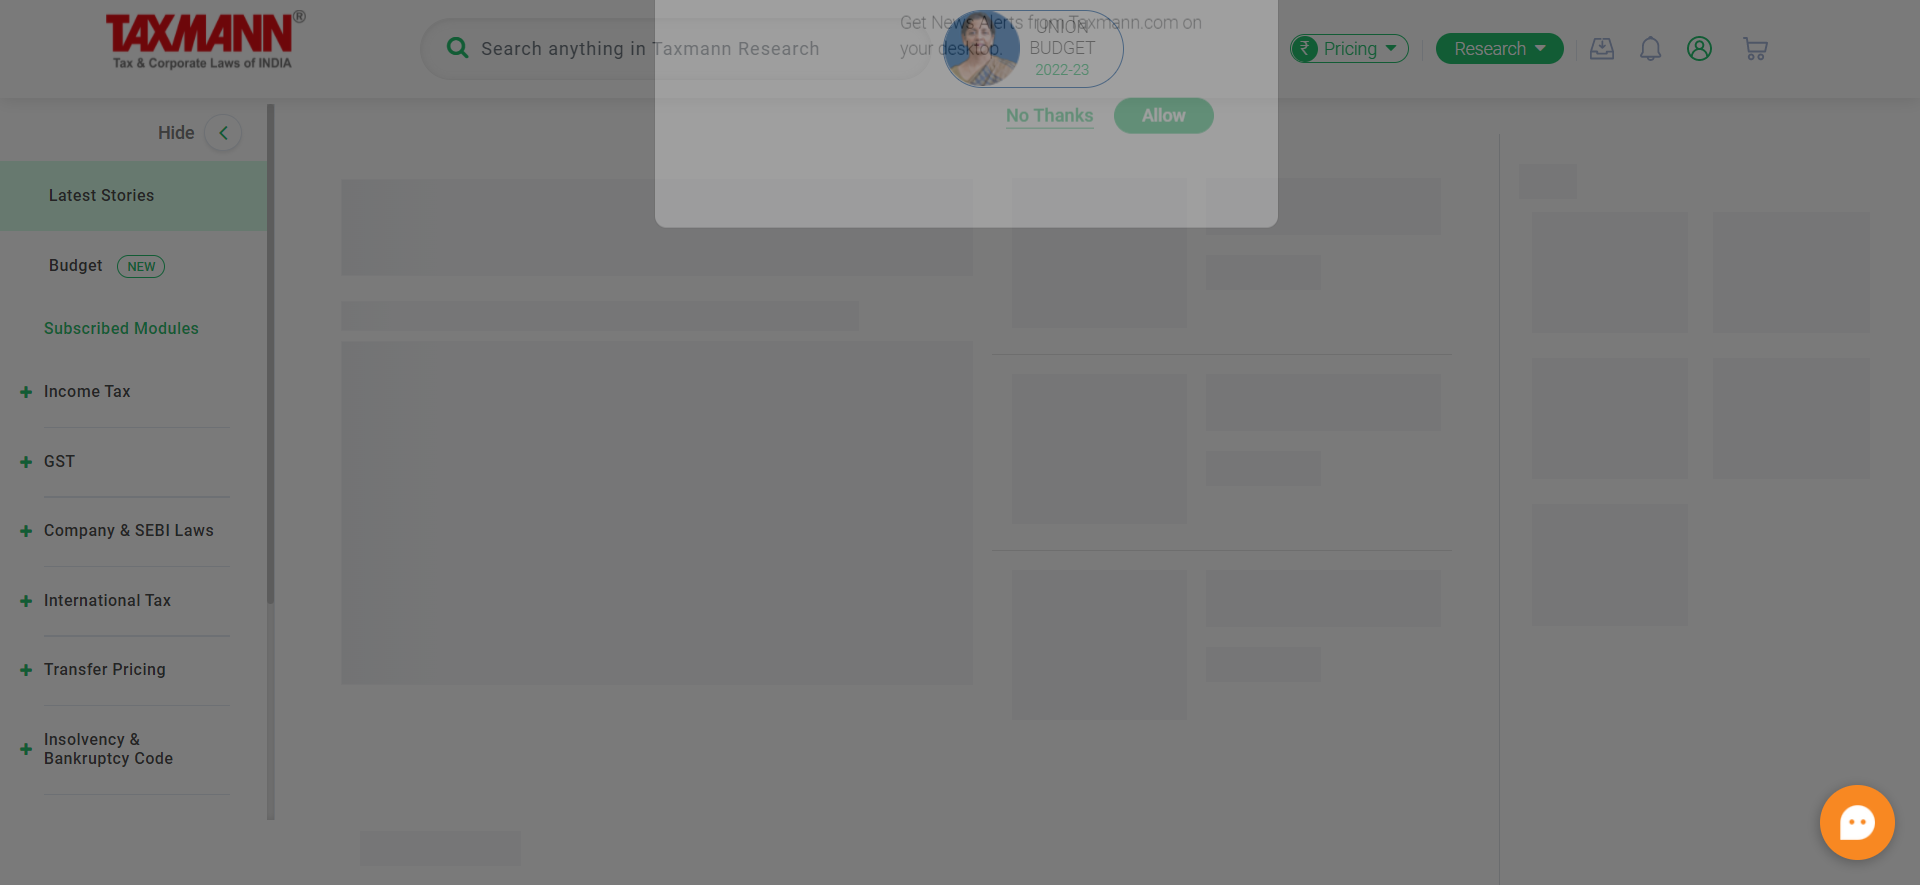 TAXMANN®
Tax & Corporate Laws of INDIA
Search anything in Taxmann Research
Get News Alerts from Taxmann.com on
your desktop.
UNION
BUDGET
2022-23
No Thanks
Allow
₹ Pricing
Research
Hide
Latest Stories
Budget NEW
Subscribed Modules
Income Tax
GST
Company & SEBI Laws
International Tax
Transfer Pricing
Insolvency &
Bankruptcy Code